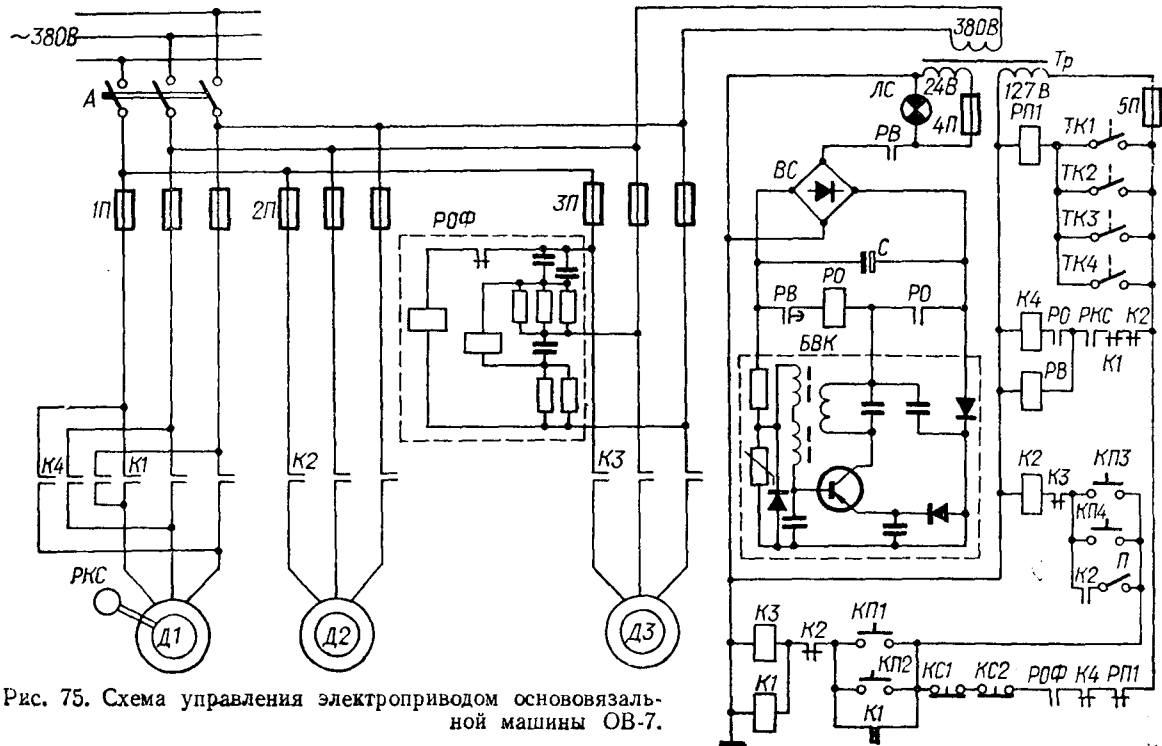 ~380В
А
1П
2П
3П
РОФ
К4
К1
К2
К3
РКС
Д1
Д2
Д3
380В
Тр
ЛС
24В
4П
127В
РП1
5П
РВ
ВС
ТК1
ТК2
ТК3
ТК4
С
РВ
РО
РО
БВК
К4
РО
РКС
К2
К1
РВ
К2
К3
КП3
КП4
К2
П
К3
К2
КП1
КП2
К1
К1
КС1
КС2
РОФ
К4
РП1
Рис. 75. Схема управления электроприводом основовязаль-
ной машины ОВ-7.